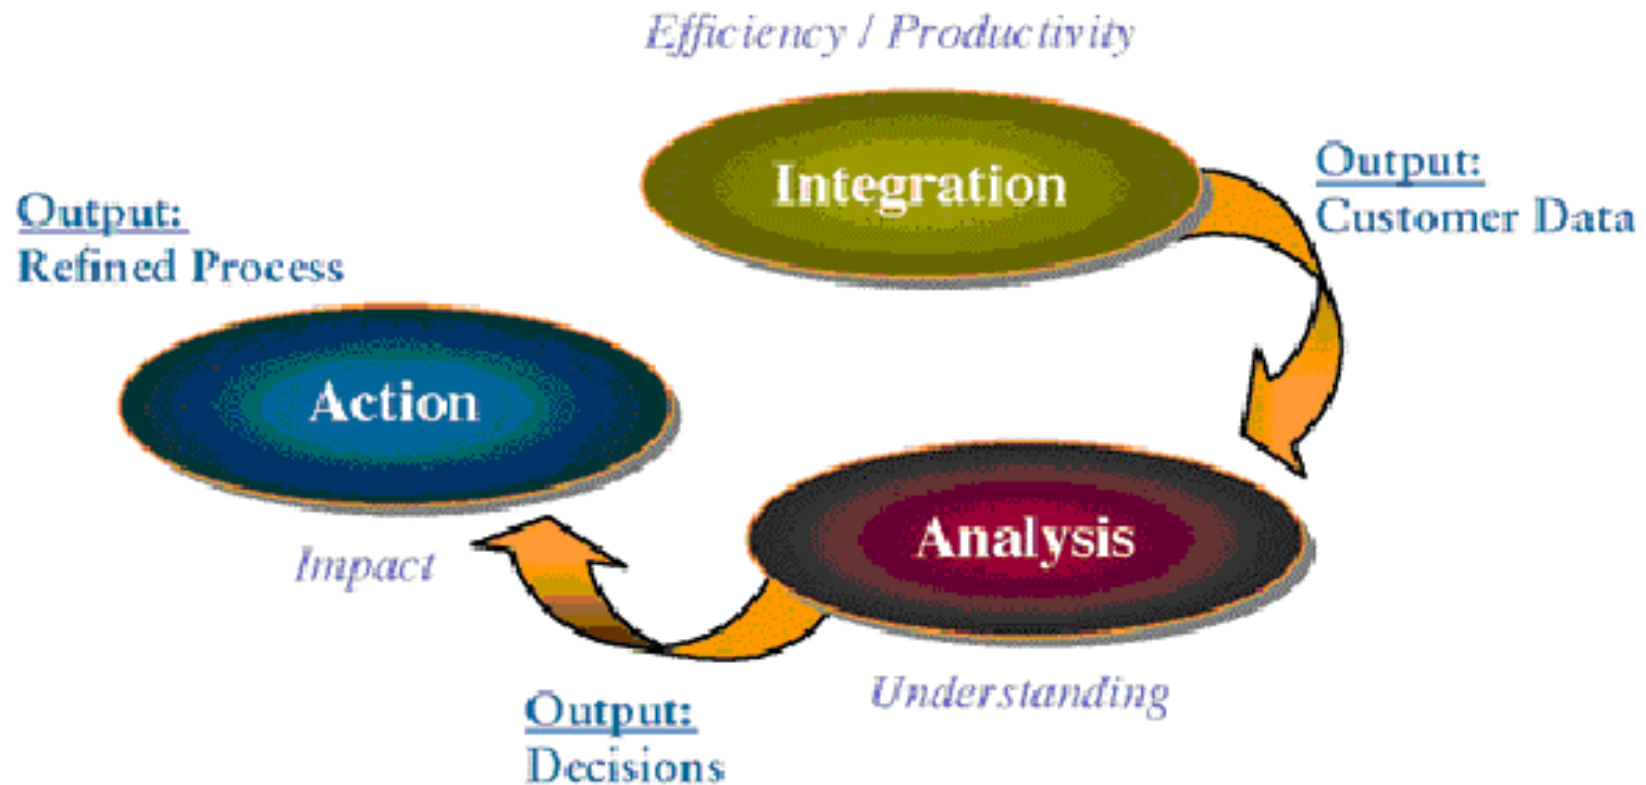 Efficiency / Productivity
Integration
Output:
Customer Data
Output:
Refined Process
Action
Impact
Analysis
Understanding
Output:
Decisions